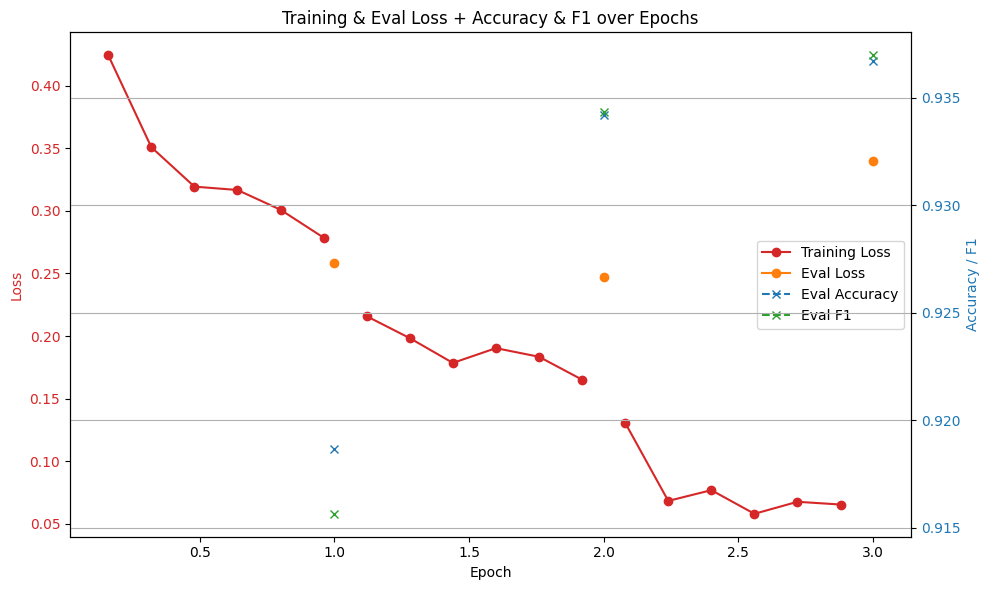 Training & Eval Loss + Accuracy & F1 over Epochs
Loss
0.40
0.35
0.30
0.25
0.20
0.15
0.10
0.05
0.5
1.0
1.5
2.0
2.5
3.0
Epoch
Training Loss
Eval Loss
Eval Accuracy
Eval F1
0.935
0.930
0.925
0.920
0.915
Accuracy / F1